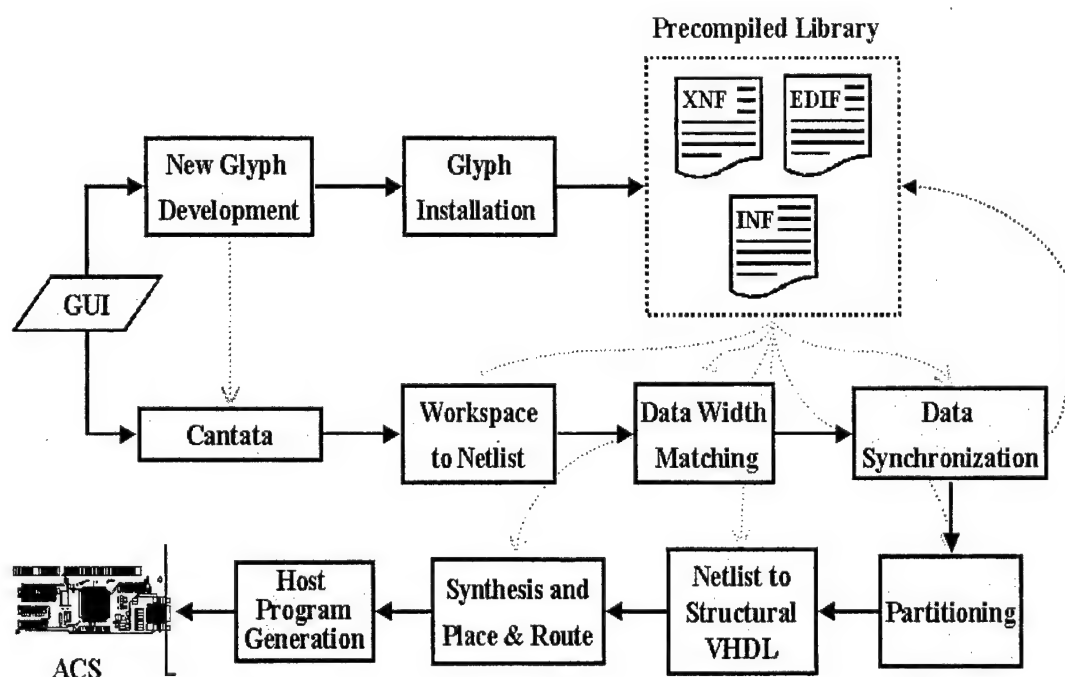 Precompiled Library
XNF
EDIF
INF
New Glyph
Development
Glyph
Installation
GUI
Cantata
Workspace
to Netlist
Data Width
Matching
Data
Synchronization
Host
Program
Generation
Synthesis and
Place & Route
Netlist to
Structural
VHDL
Partitioning
ACS